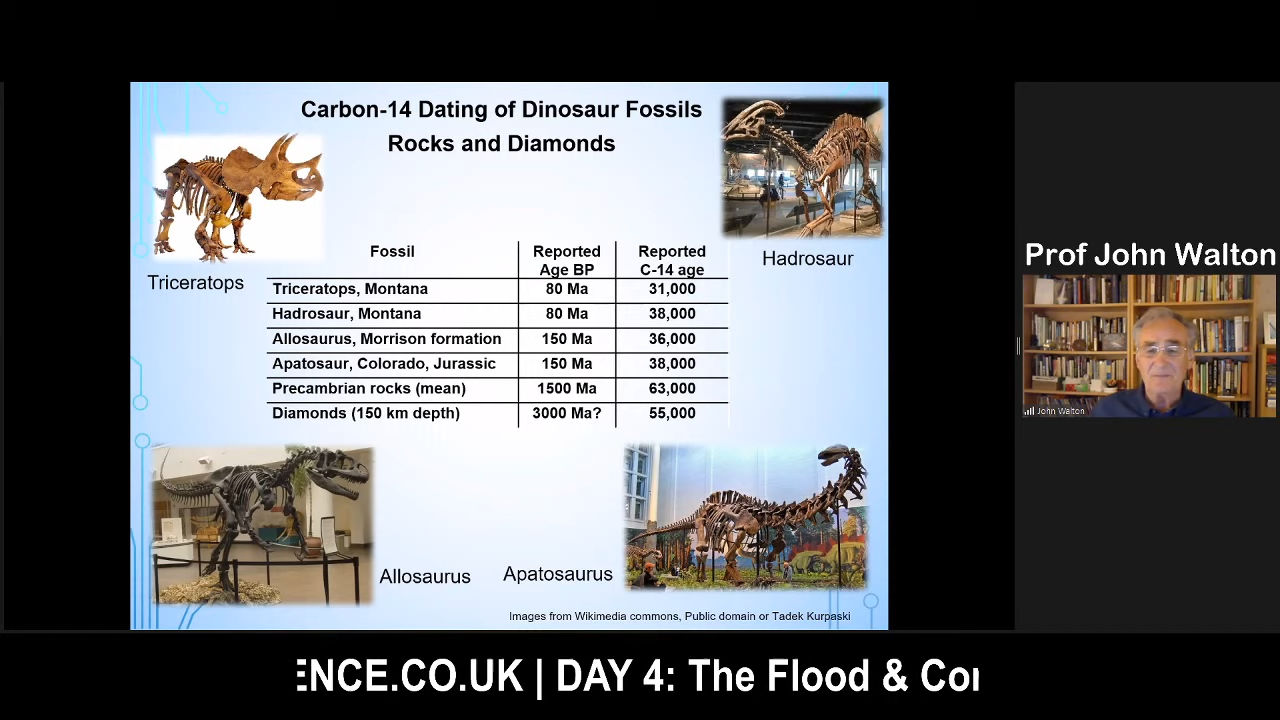 Carbon-14 Dating of Dinosaur Fossils
Rocks and Diamonds
Triceratops
Hadrosaur
Fossil Reported Age BP Reported C-14 age
Triceratops, Montana 80 Ma 31,000
Hadrosaur, Montana 80 Ma 38,000
Allosaurus, Morrison formation 150 Ma 36,000
Apatosaur, Colorado, Jurassic 150 Ma 38,000
Precambrian rocks (mean) 1500 Ma 63,000
Diamonds (150 km depth) 3000 Ma? 55,000
Allosaurus
Apatosaurus
Images from Wikimedia commons, Public domain or Tadek Kurpaski
Prof John Walton
John Walton
ENCE.CO.UK | DAY 4: The Flood & Cor